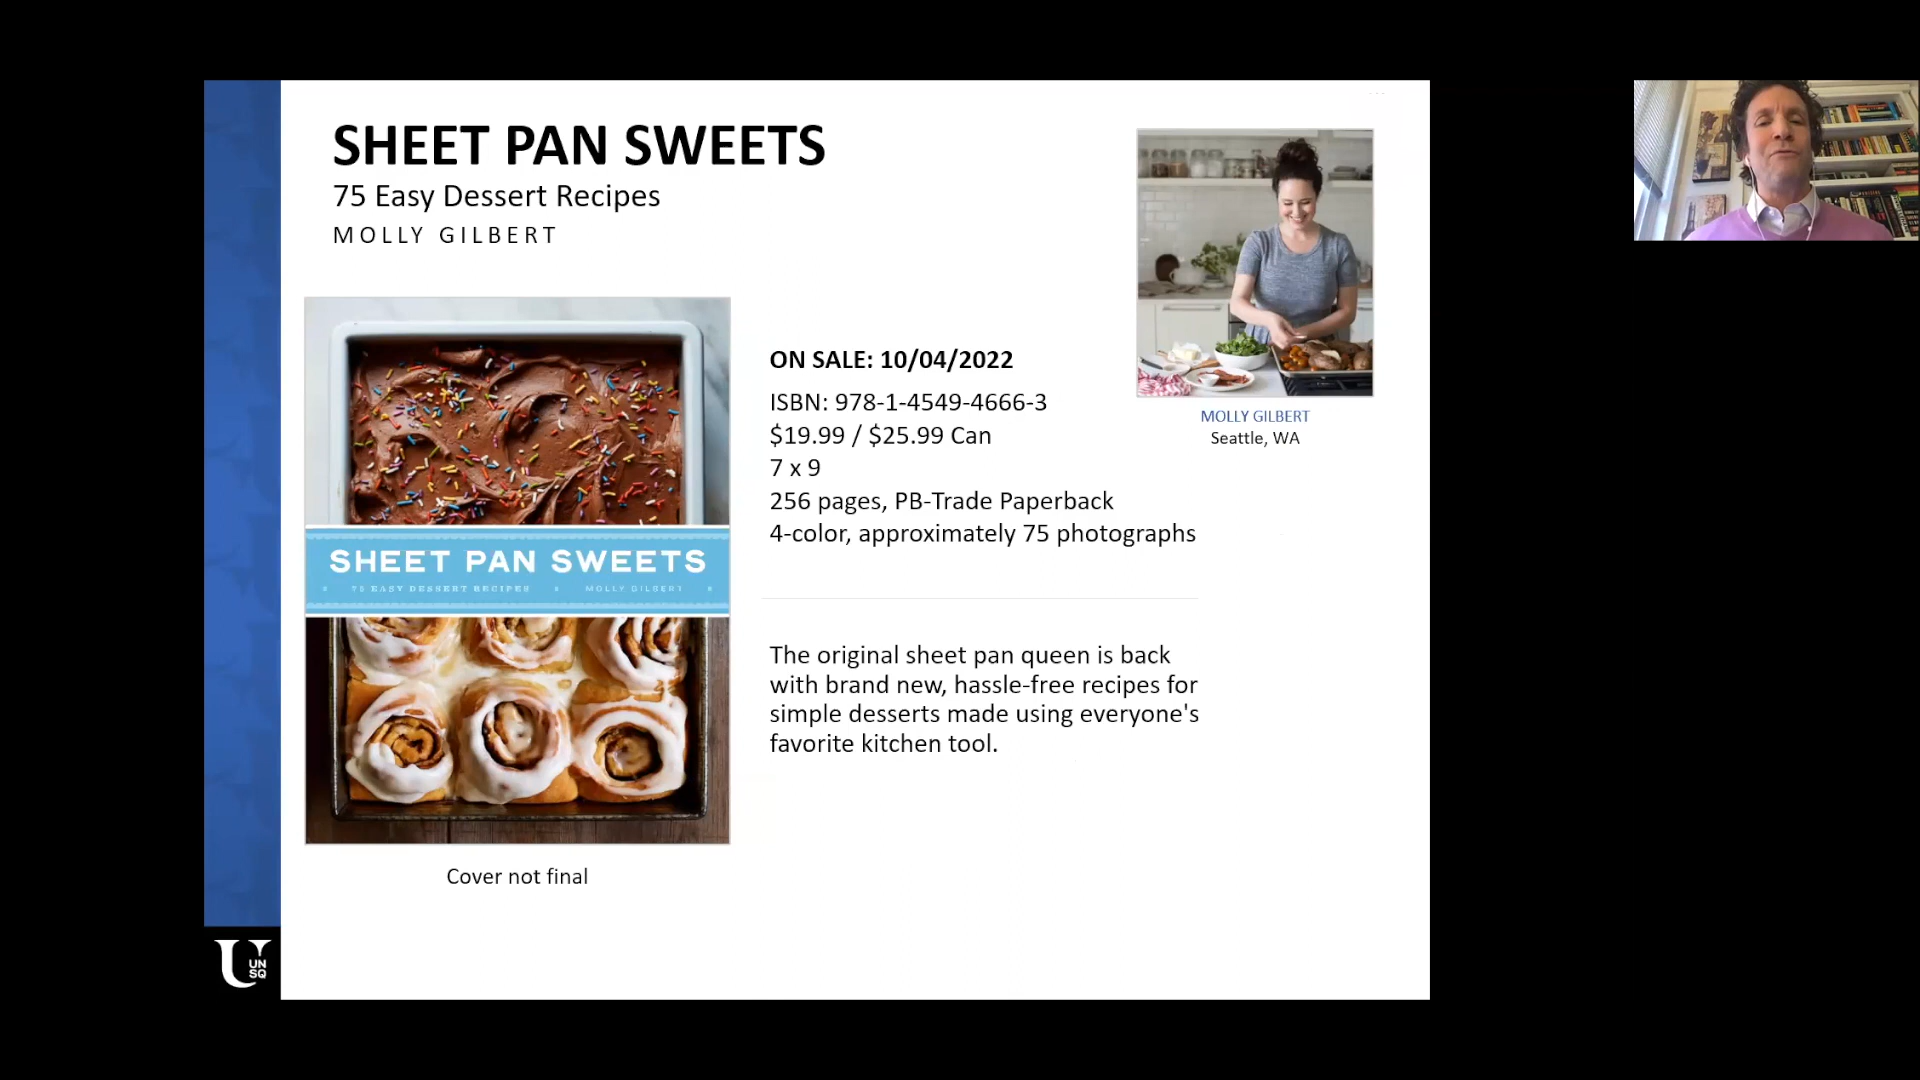 SHEET PAN SWEETS
75 Easy Dessert Recipes
MOLLY GILBERT
ON SALE: 10/04/2022
ISBN: 978-1-4549-4666-3
$19.99 / $25.99 Can
7 x 9
256 pages, PB-Trade Paperback
4-color, approximately 75 photographs
MOLLY GILBERT
Seattle, WA
SHEET PAN SWEETS
75 EASY DESSERT RECIPES MOLLY GILBERT
The original sheet pan queen is back
with brand new, hassle-free recipes for
simple desserts made using everyone's
favorite kitchen tool.
Cover not final
U UN
SQ